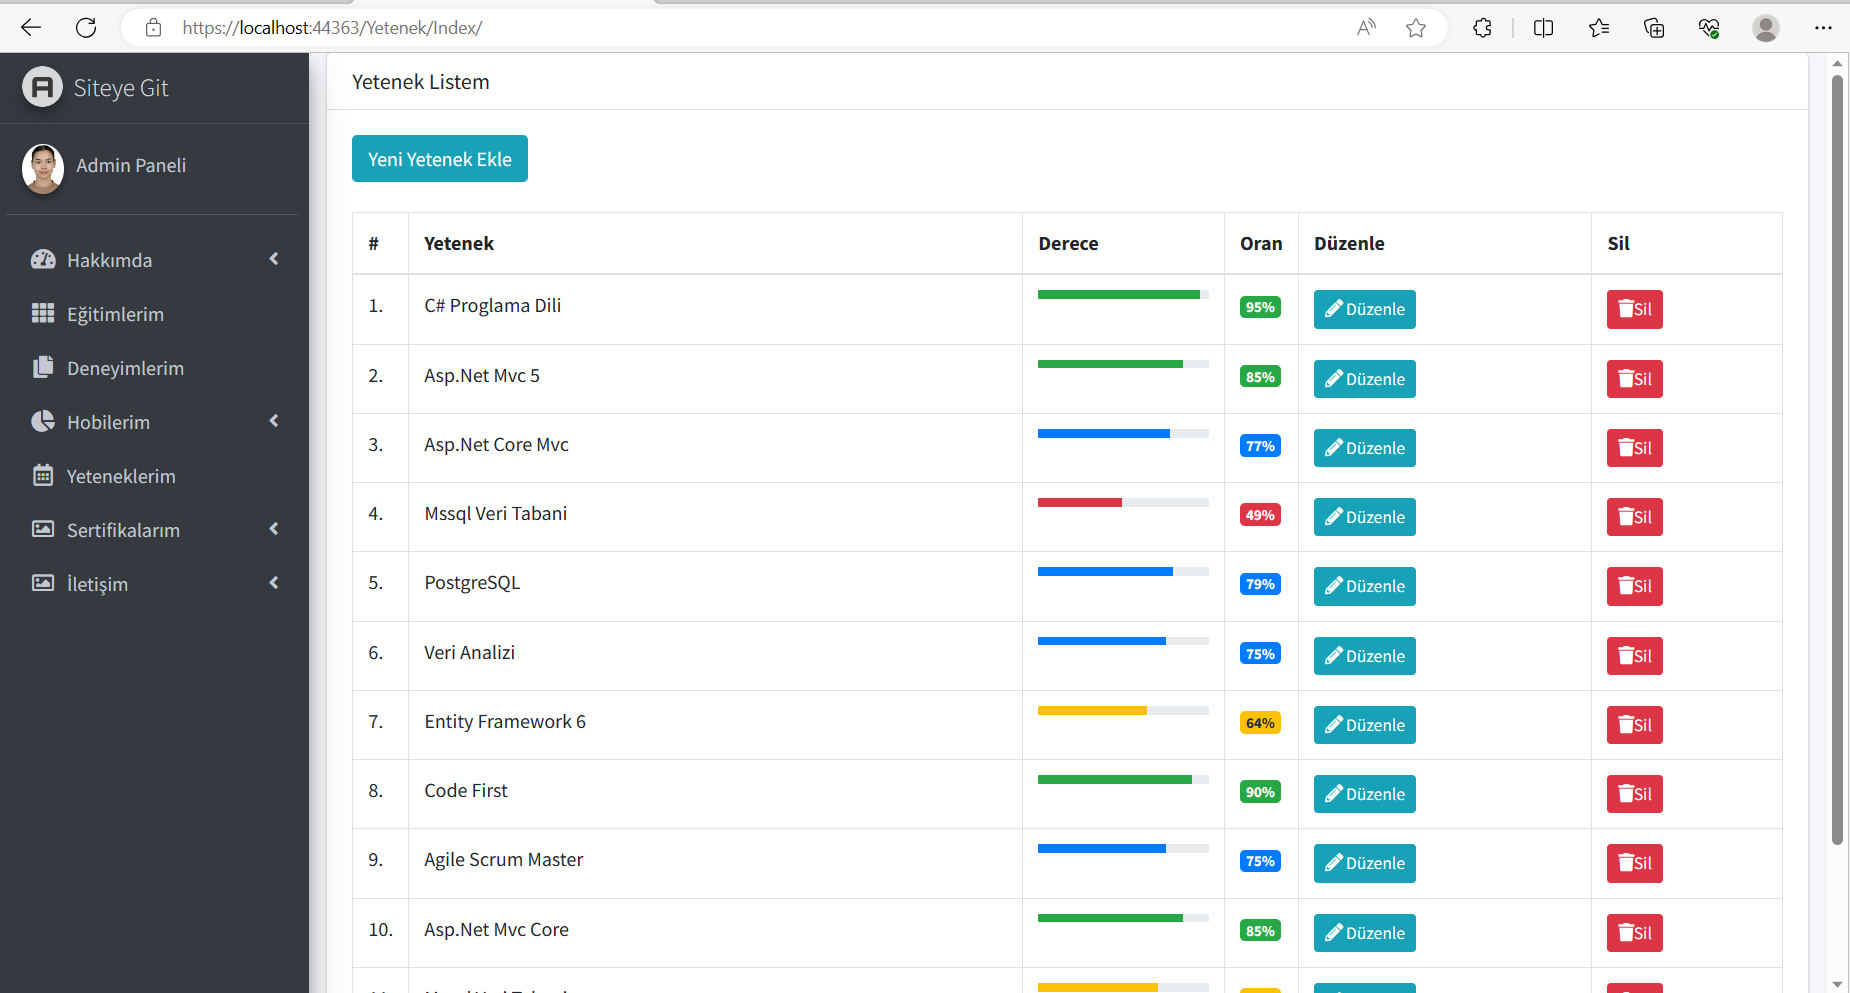 https://localhost:44363/Yetenek/Index/
Siteye Git
Admin Paneli
Hakkımda
Eğitimlerim
Deneyimlerim
Hobilerim
Yeteneklerim
Sertifikalarım
İletişim
Yetenek Listem
Yeni Yetenek Ekle
# Yetenek Derece Oran Düzenle Sil
1. C# Proglama Dili 95% Düzenle Sil
2. Asp.Net Mvc 5 85% Düzenle Sil
3. Asp.Net Core Mvc 77% Düzenle Sil
4. Mssql Veri Tabani 49% Düzenle Sil
5. PostgreSQL 79% Düzenle Sil
6. Veri Analizi 75% Düzenle Sil
7. Entity Framework 6 64% Düzenle Sil
8. Code First 90% Düzenle Sil
9. Agile Scrum Master 75% Düzenle Sil
10. Asp.Net Mvc Core 85% Düzenle Sil